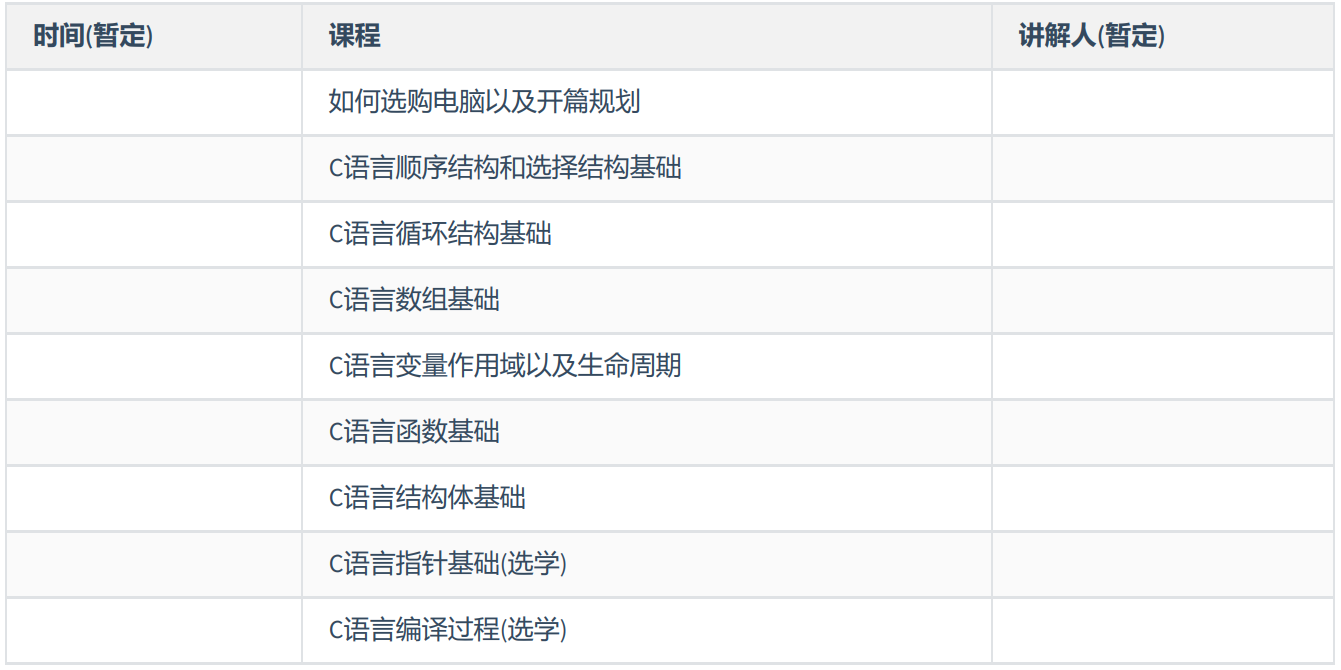 时间(暂定) 课程 讲解人(暂定)
如何选购电脑以及开篇规划
C语言顺序结构和选择结构基础
C语言循环结构基础
C语言数组基础
C语言变量作用域以及生命周期
C语言函数基础
C语言结构体基础
C语言指针基础(选学)
C语言编译过程(选学)